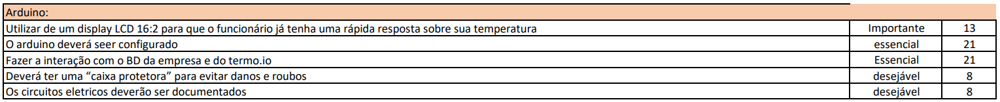 Arduino:
Utilizar de um display LCD 16:2 para que o funcionário já tenha uma rápida resposta sobre sua temperatura Importante 13
O arduino deverá seer configurado essencial 21
Fazer a interação com o BD da empresa e do termo.io Essencial 21
Deverá ter uma “caixa protetora” para evitar danos e roubos desejável 8
Os circuitos eletricos deverão ser documentados desejável 8